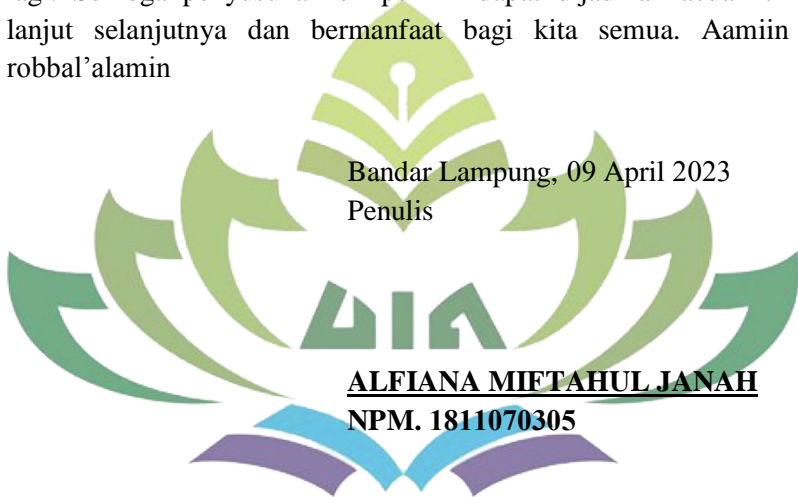 lanjut selanjutnya dan bermanfaat bagi kita semua. Aamiin
robbal’alamin
Bandar Lampung, 09 April 2023
Penulis
UIN
ALFIANA MIFTAHUL JANAH
NPM. 1811070305